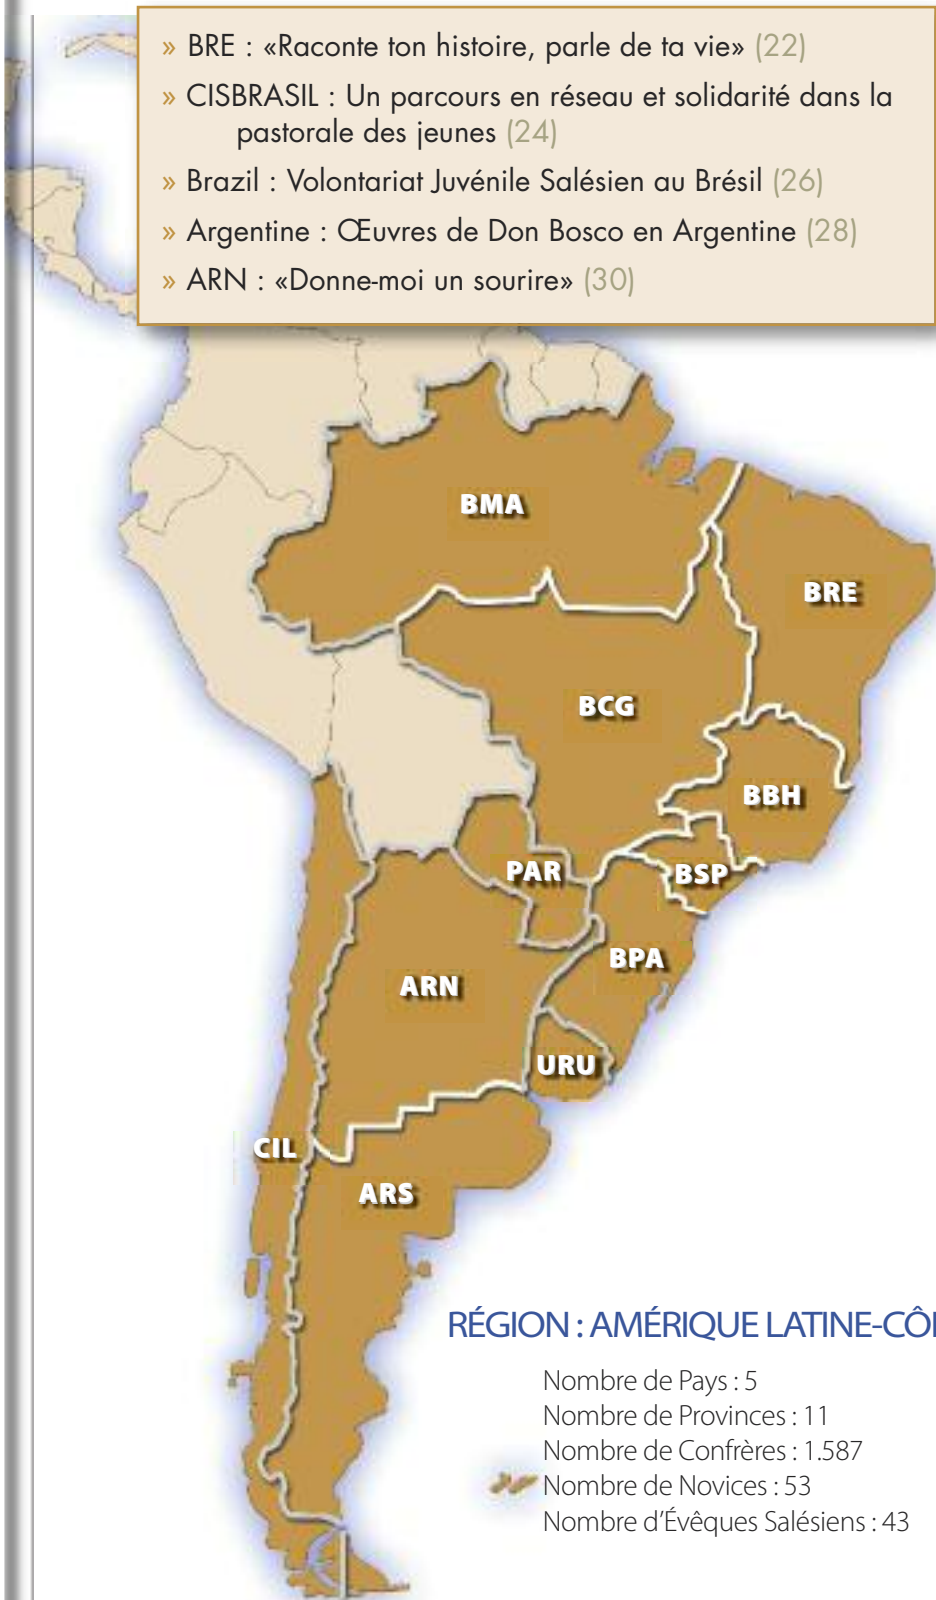 » BRE : «Raconte ton histoire, parle de ta vie» (22)
» CISBRASIL : Un parcours en réseau et solidarité dans la
pastorale des jeunes (24)
» Brazil : Volontariat Juvénile Salésien au Brésil (26)
» Argentine : Œuvres de Don Bosco en Argentine (28)
» ARN : «Donne-moi un sourire» (30)
BMA
BRE
BCG
BBH
PAR
BSP
BPA
ARN
URU
CIL
ARS
RÉGION : AMÉRIQUE LATINE-CÔ
Nombre de Pays : 5
Nombre de Provinces : 11
Nombre de Confrères : 1.587
Nombre de Novices : 53
Nombre d'Évêques Salésiens : 43